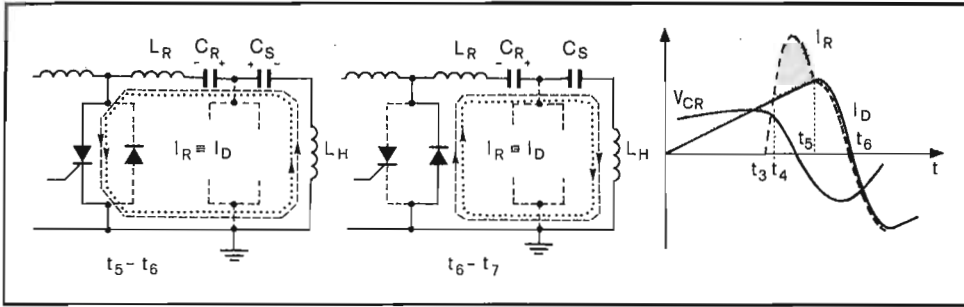 L_R C_R C_S
- + + -
I_R ≡ I_D
L_H
t_5 - t_6
L_R C_R C_S
- +
I_R ≡ I_D
L_H
t_6 - t_7
I_R
V_CR
I_D
t_5 t_6
t_3 t_4
t